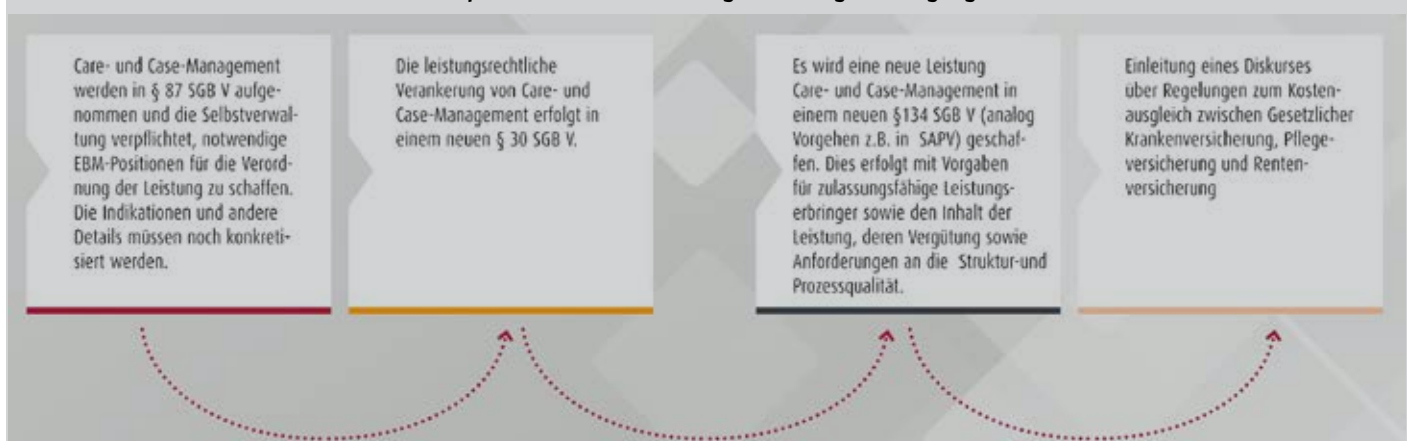 Care- und Case-Management
werden in § 87 SGB V aufge-
nommen und die Selbstverwal-
tung verpflichtet, notwendige
EBM-Positionen für die Verord-
nung der Leistung zu schaffen.
Die Indikationen und andere
Details müssen noch konkreti-
siert werden.
Die leistungsrechtliche
Verankerung von Care- und
Case-Management erfolgt in
einem neuen § 30 SGB V.
Es wird eine neue Leistung
Care- und Case-Management in
einem neuen §134 SGB V (analog
Vorgehen z.B. in SAPV) geschaf-
fen. Dies erfolgt mit Vorgaben
für zulassungsfähige Leistungs-
erbringer sowie den Inhalt der
Leistung, deren Vergütung sowie
Anforderungen an die Struktur-und
Prozessqualität.
Einleitung eines Diskurses
über Regelungen zum Kosten-
ausgleich zwischen Gesetzlicher
Krankenversicherung, Pflege-
versicherung und Renten-
versicherung